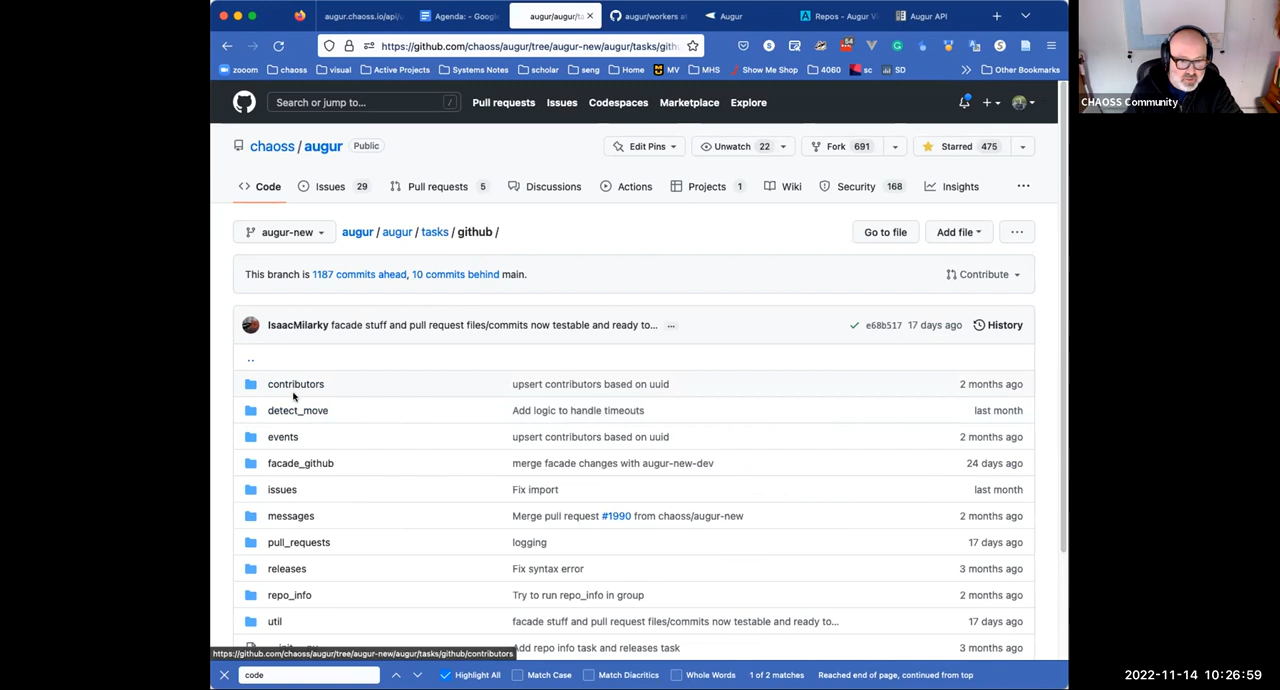 augur.chaoss.io/api/u
Agenda: - Google
augur/augur/ta
augur/workers at
Augur
Repos - Augur Vi
Augur API
https://github.com/chaoss/augur/tree/augur-new/augur/tasks/gith
zooom
chaoss
visual
Active Projects
Systems Notes
scholar
seng
Home
MV
MHS
Show Me Shop
4060
sc
SD
Other Bookmarks
Search or jump to...
/
Pull requests
Issues
Codespaces
Marketplace
Explore
chaoss / augur
Public
Edit Pins
Unwatch 22
Fork 691
Starred 475
Code
Issues 29
Pull requests 5
Discussions
Actions
Projects 1
Wiki
Security 168
Insights
augur-new
augur / augur / tasks / github /
Go to file
Add file
This branch is 1187 commits ahead, 10 commits behind main.
Contribute
IsaacMilarky facade stuff and pull request files/commits now testable and ready to...
e68b517 17 days ago
History
..
contributors upsert contributors based on uuid 2 months ago
detect_move Add logic to handle timeouts last month
events upsert contributors based on uuid 2 months ago
facade_github merge facade changes with augur-new-dev 24 days ago
issues Fix import last month
messages Merge pull request #1990 from chaoss/augur-new 2 months ago
pull_requests logging 17 days ago
releases Fix syntax error 3 months ago
repo_info Try to run repo_info in group 2 months ago
util facade stuff and pull request files/commits now testable and ready to... 17 days ago
Add repo info task and releases task 3 months ago
https://github.com/chaoss/augur/tree/augur-new/augur/tasks/github/contributors
code
Highlight All
Match Case
Match Diacritics
Whole Words
1 of 2 matches
Reached end of page, continued from top
CHAOSS Community
2022-11-14 10:26:59